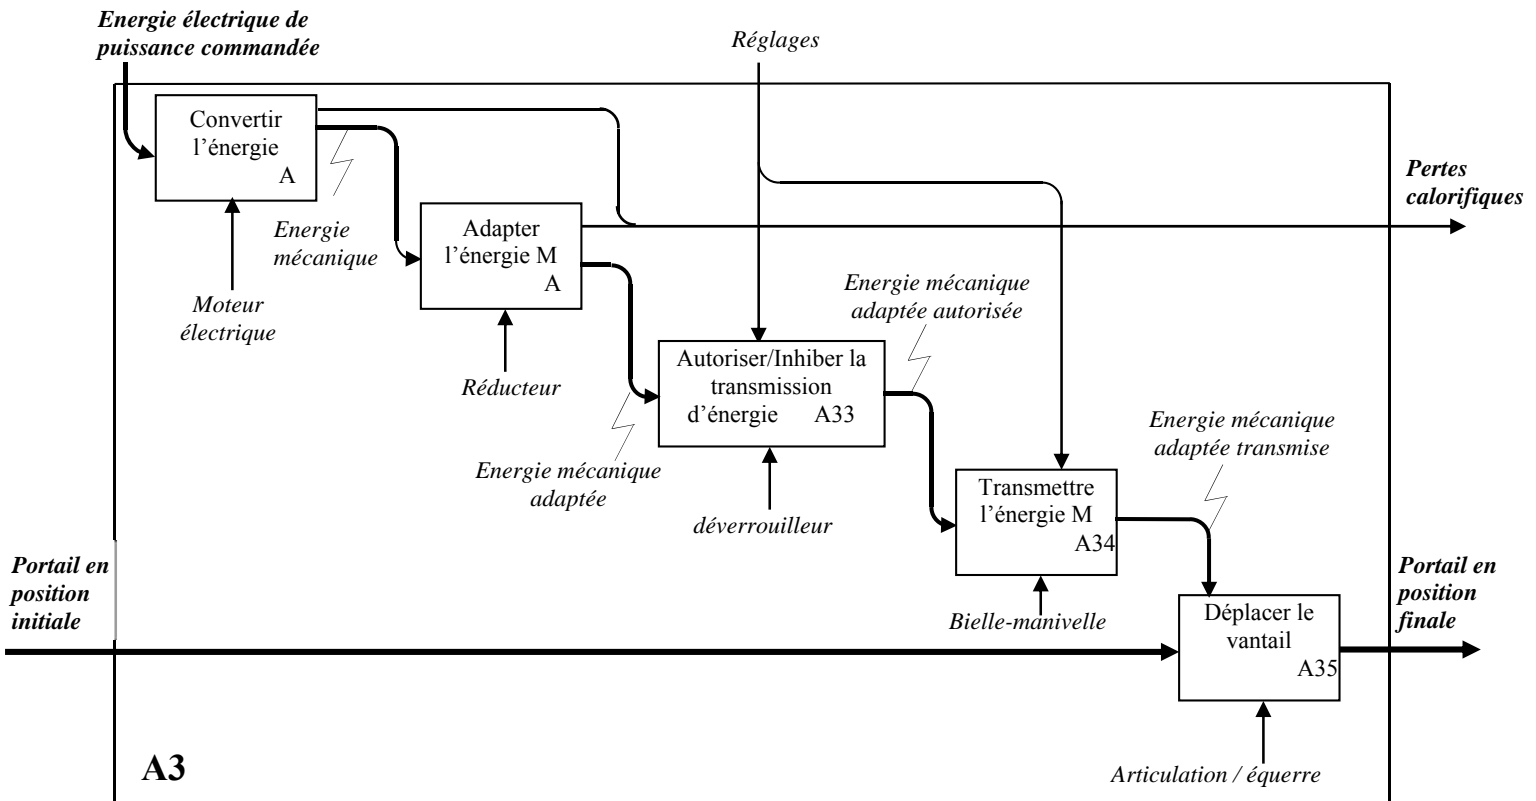 Energie électrique de
puissance commandée
Réglages
Convertir
l'énergie
A
Pertes
calorifiques
Energie
mécanique
Adapter
l'énergie M
A
Moteur
électrique
Energie mécanique
adaptée autorisée
Réducteur
Autoriser/Inhiber la
transmission
d'énergie A33
Energie mécanique
adaptée
Energie mécanique
adaptée transmise
déverrouilleur
Transmettre
l'énergie M
A34
Portail en
position
initiale
Portail en
position
finale
Bielle-manivelle
Déplacer le
vantail
A35
A3
Articulation / équerre